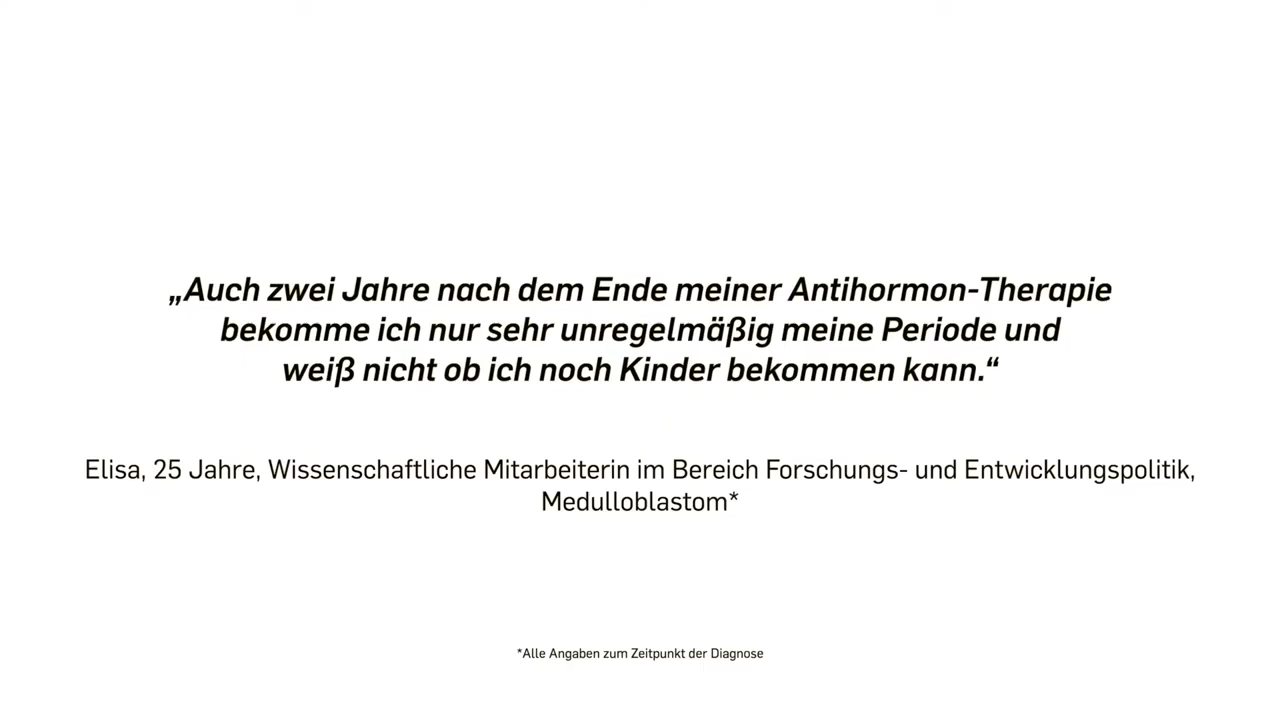 „Auch zwei Jahre nach dem Ende meiner Antihormon-Therapie
bekomme ich nur sehr unregelmäßig meine Periode und
weiß nicht ob ich noch Kinder bekommen kann.“
Elisa, 25 Jahre, Wissenschaftliche Mitarbeiterin im Bereich Forschungs- und Entwicklungspolitik,
Medulloblastom*
*Alle Angaben zum Zeitpunkt der Diagnose